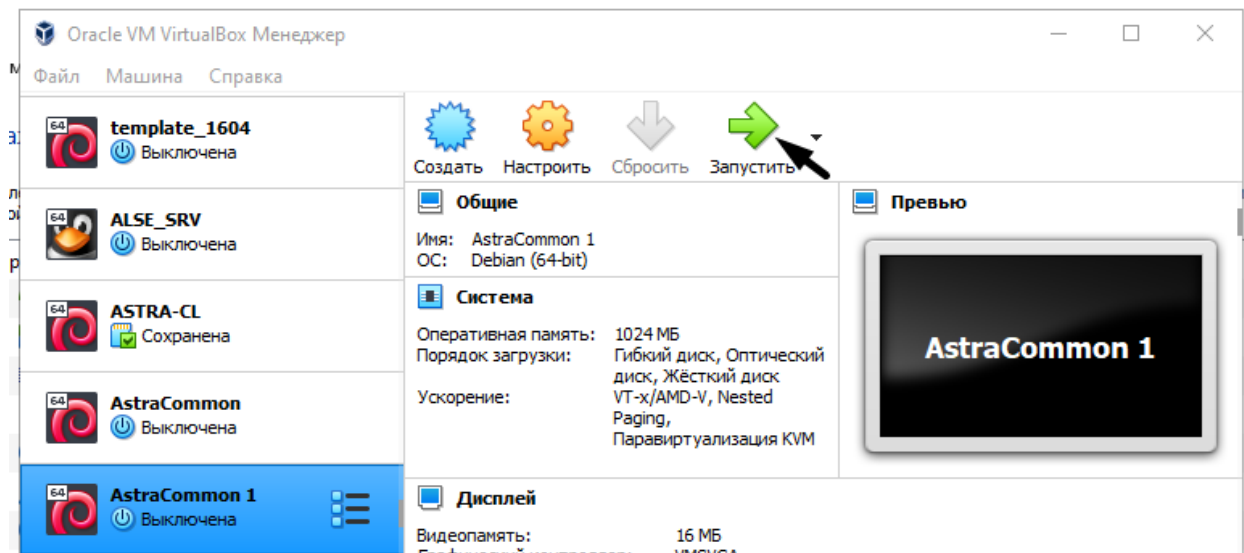 Oracle VM VirtualBox Менеджер
Файл Машина Справка
64
template_1604
Выключена
64
ALSE_SRV
Выключена
64
ASTRA-CL
Сохранена
64
AstraCommon
Выключена
64
AstraCommon 1
Выключена
Создать Настроить Сбросить Запустить
Общие
Имя: AstraCommon 1
ОС: Debian (64-bit)
Система
Оперативная память: 1024 МБ
Порядок загрузки: Гибкий диск, Оптический
диск, Жёсткий диск
Ускорение: VT-x/AMD-V, Nested
Paging,
Паравиртуализация KVM
Дисплей
Видеопамять: 16 МБ
Превью
AstraCommon 1